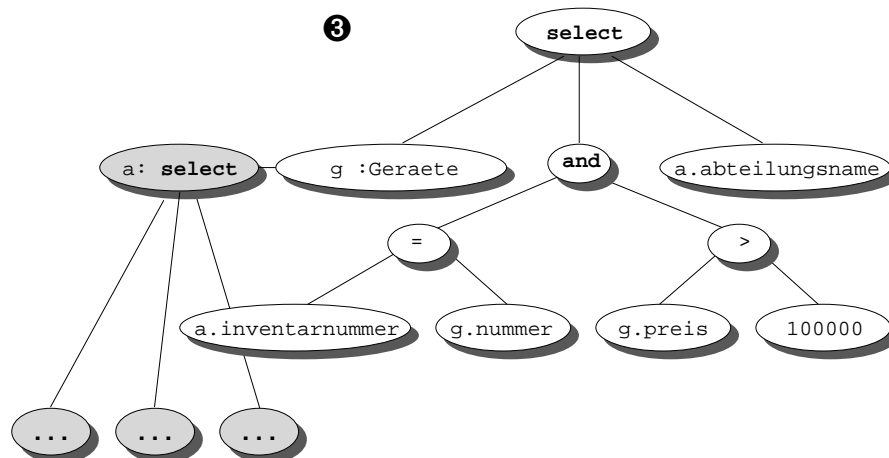 ❸
select
a: select
g :Geraete
and
a.abteilungsname
=
>
a.inventarnummer
g.nummer
g.preis
100000
...
...
...